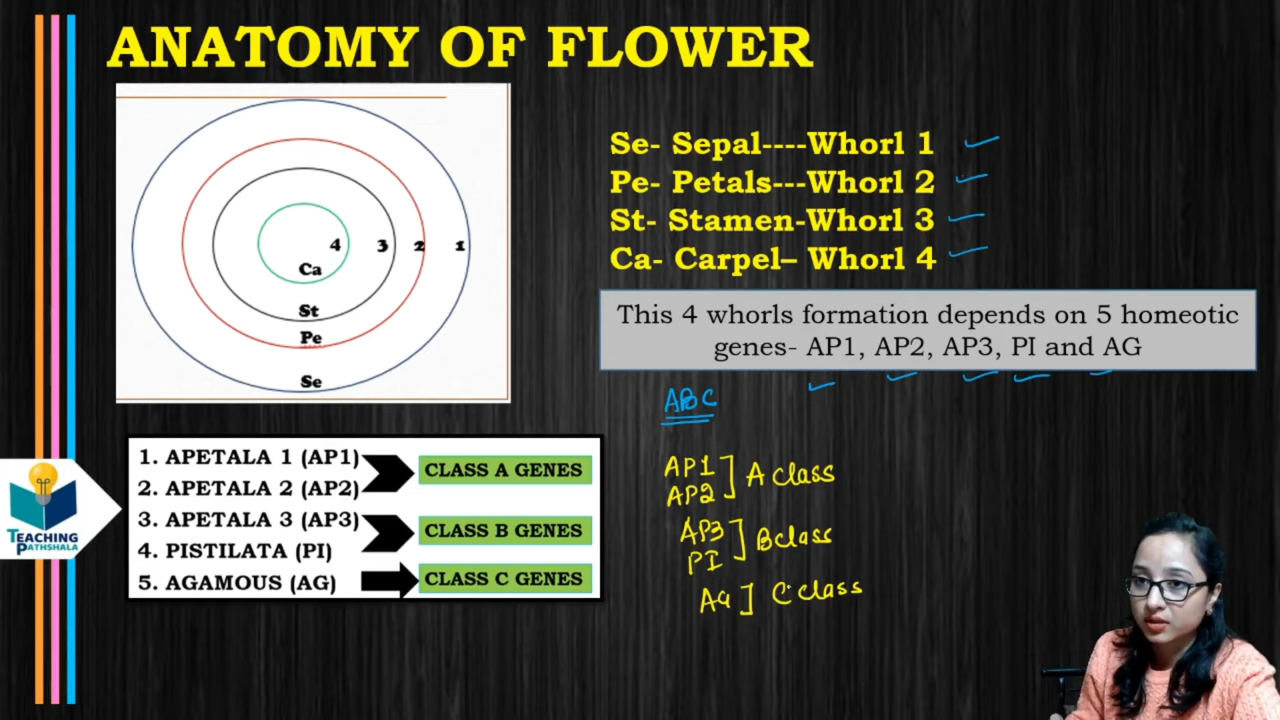 ANATOMY OF FLOWER
4 3 2 1
Ca
St
Pe
Se
Se- Sepal----Whorl 1
Pe- Petals---Whorl 2
St- Stamen-Whorl 3
Ca- Carpel– Whorl 4
This 4 whorls formation depends on 5 homeotic
genes- AP1, AP2, AP3, PI and AG
ABC
1. APETALA 1 (AP1)
2. APETALA 2 (AP2)
CLASS A GENES
3. APETALA 3 (AP3)
4. PISTILATA (PI)
CLASS B GENES
5. AGAMOUS (AG)
CLASS C GENES
AP1
AP2
A class
AP3
PI
B class
AG
C class
TEACHING
PATHSHALA